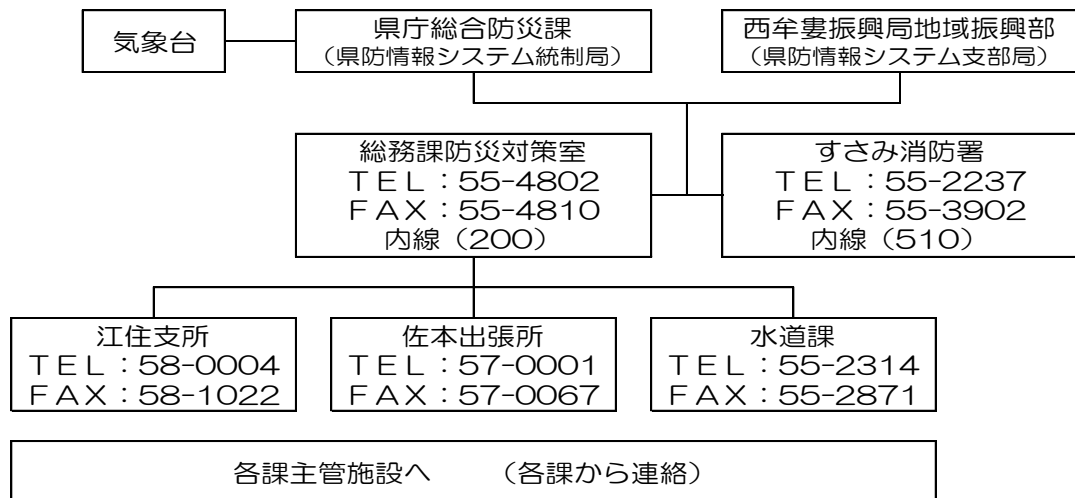 気象台
県庁総合防災課
（県防情報システム統制局）
西牟婁振興局地域振興部
（県防情報システム支部局）
総務課防災対策室
ＴＥＬ：55-4802
ＦＡＸ：55-4810
内線（200）
すさみ消防署
ＴＥＬ：55-2237
ＦＡＸ：55-3902
内線（510）
江住支所
ＴＥＬ：58-0004
ＦＡＸ：58-1022
佐本出張所
ＴＥＬ：57-0001
ＦＡＸ：57-0067
水道課
ＴＥＬ：55-2314
ＦＡＸ：55-2871
各課主管施設へ　　（各課から連絡）